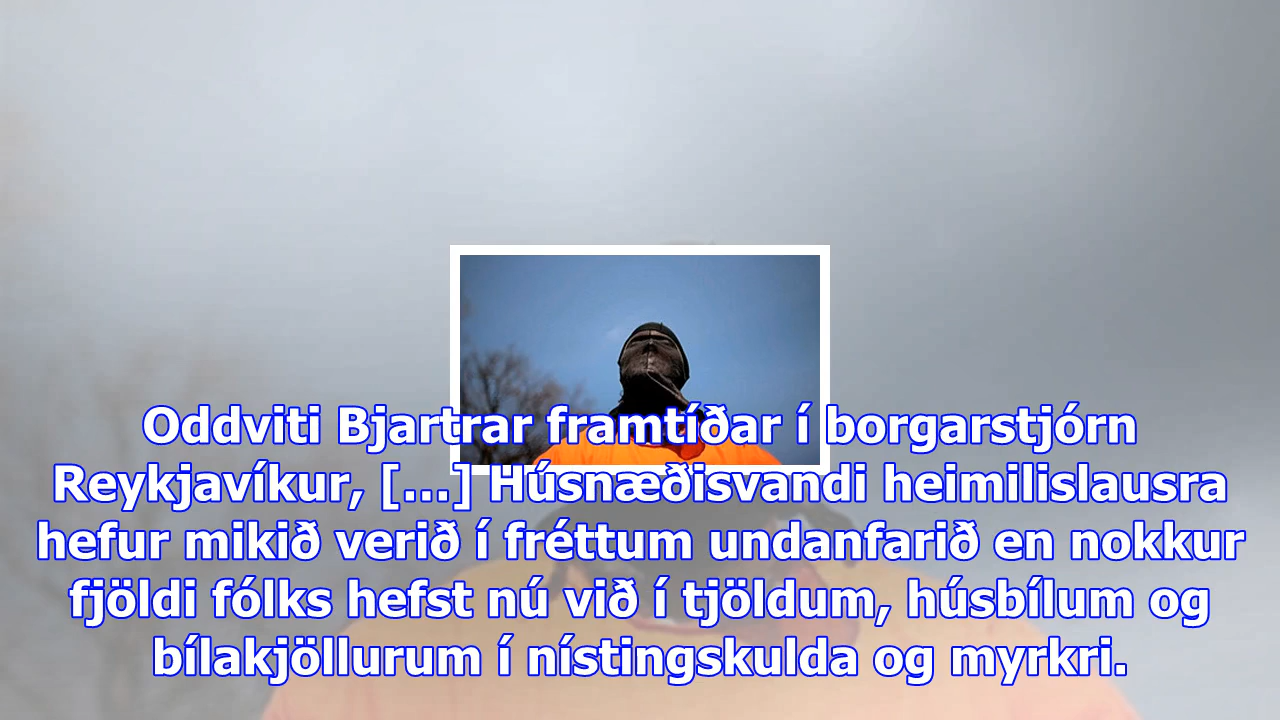 Oddviti Bjartrar framtíðar í borgarstjórn
Reykjavíkur, [...] Húsnæðisvandi heimilislausra
hefur mikið verið í fréttum undanfarið en nokkur
fjöldi fólks hefst nú við í tjöldum, húsbílum og
bílakjöllurum í nístingskulda og myrkri.